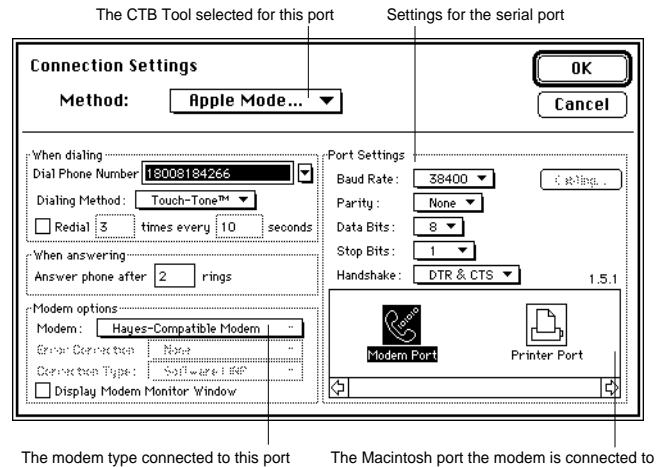 The CTB Tool selected for this port
Settings for the serial port
Connection Settings
OK
Method: Apple Mode...
Cancel
When dialing
Dial Phone Number 18008184266
Dialing Method: Touch-Tone™
Redial 3 times every 10 seconds
When answering
Answer phone after 2 rings
Modem options
Modem: Hayes-Compatible Modem
Error Correction None
Correction Type: Software
Display Modem Monitor Window
Port Settings
Baud Rate: 38400
Cabling...
Parity: None
Data Bits: 8
Stop Bits: 1
Handshake: DTR & CTS
1.5.1
Modem Port
Printer Port
The modem type connected to this port
The Macintosh port the modem is connected to